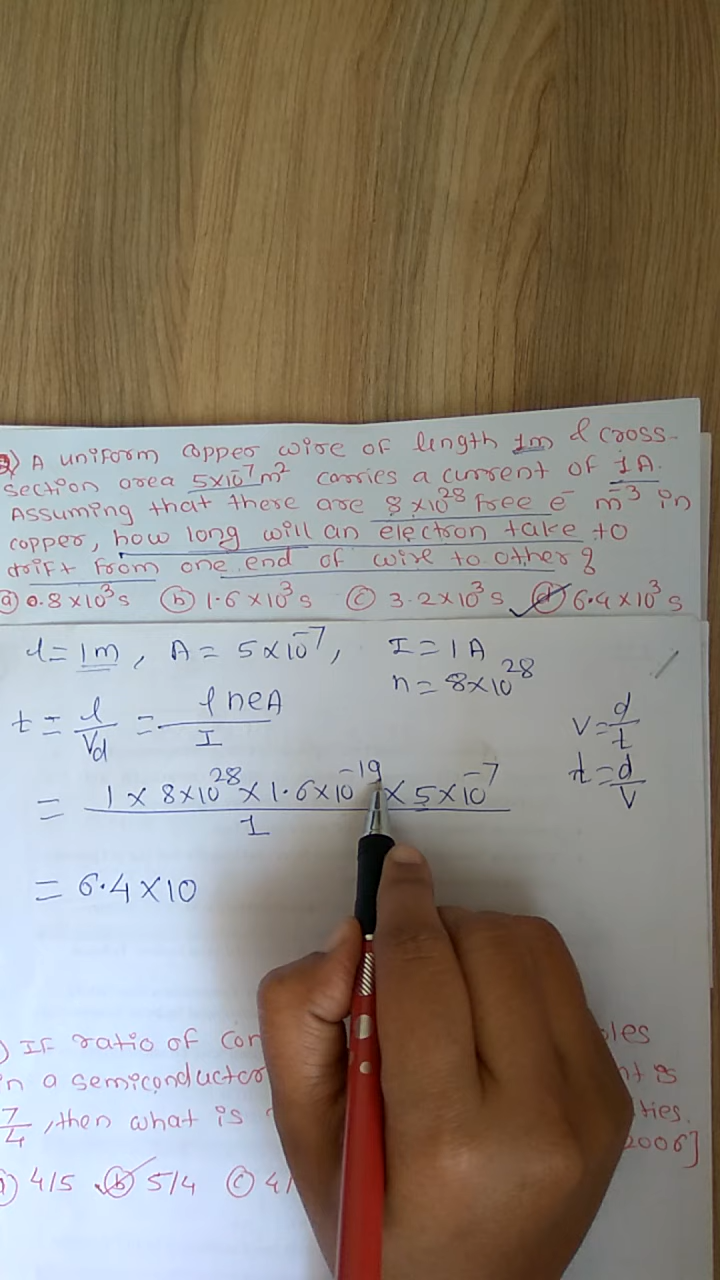 A uniform copper wire of length 1m & cross-
section area 5×10⁻⁷m² carries a current of 1A.
Assuming that there are 8×10²⁸ free e⁻ m⁻³ in
copper, how long will an electron take to
drift from one end of wire to other?
ⓐ 0.8×10³s ⓑ 1.6×10³s ⓒ 3.2×10³s ⓓ 6.4×10³s
l=1m, A = 5×10⁻⁷, I=1A
n=8×10²⁸
t = l/Vd = lneA/I
v=d/t
t=d/v
= 1×8×10²⁸×1.6×10⁻¹⁹×5×10⁻⁷/1
= 6.4×10
) If ratio of con
in a semiconductor
7/4, then what is
2006]
4/5 ⓑ 5/4 ⓒ 4/